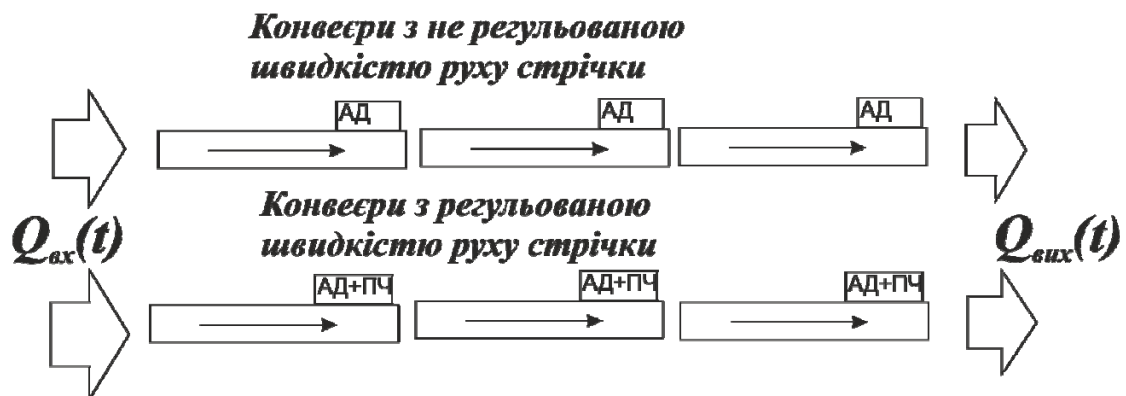 Конвеєри з не регульованою
швидкістю руху стрічки
АД АД АД
Конвеєри з регульованою
швидкістю руху стрічки
Qвх(t) Qвих(t)
АД+ПЧ АД+ПЧ АД+ПЧ